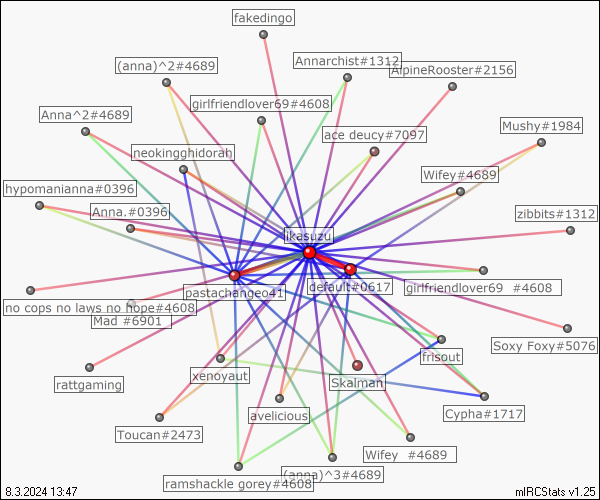 fakedingo
(anna)^2#4689
Annarchist#1312
AlpineRooster#2156
Anna^2#4689
girlfriendlover69#4608
ace deucy#7097
Mushy#1984
neokingghidorah
Wifey#4689
hypomanianna#0396
Anna.#0396
zibbits#1312
ikasuzu
pastachangeo41
default#0617
girlfriendlover69 #4608
no cops no laws no hope#4608
Mad #6901
Soxy Foxy#5076
frisout
rattgaming
xenoyaut
Skalman
avelicious
Cypha#1717
Toucan#2473
Wifey #4689
(anna)^3#4689
ramshackle gorey#4608
8.3.2024 13:47
mIRCStats v1.25